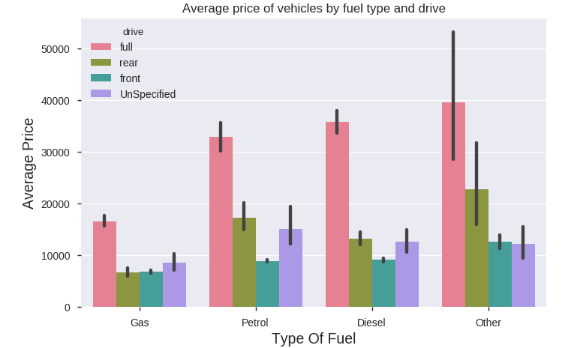 Average price of vehicles by fuel type and drive
drive
full
rear
front
UnSpecified
50000
40000
30000
20000
10000
0
Average Price
Gas Petrol Diesel Other
Type Of Fuel